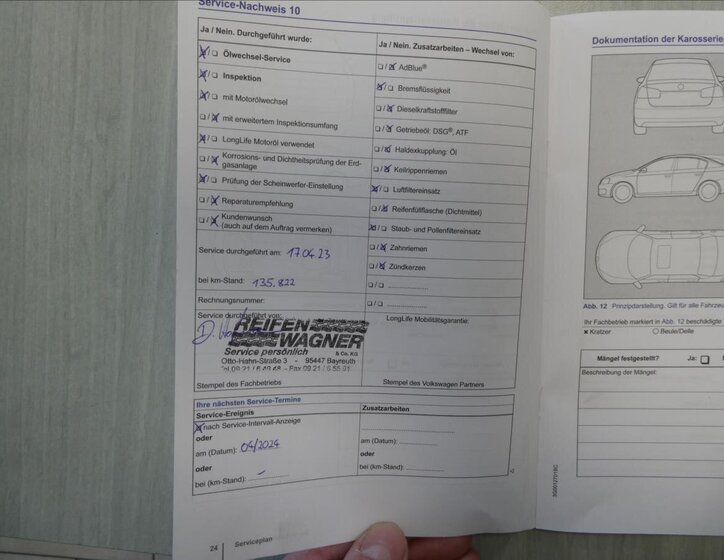 Service-Nachweis 10
Ja / Nein. Durchgeführt wurde:
Ölwechsel-Service
Inspektion
mit Motorölwechsel
mit erweitertem Inspektionsumfang
LongLife Motoröl verwendet
Korrosions- und Dichtheitsprüfung der Erd-
gasanlage
Prüfung der Scheinwerfer-Einstellung
Reparaturempfehlung
Kundenwunsch
(auch auf dem Auftrag vermerken)
Service durchgeführt am: 17.04.23
bei km-Stand: 135.822
Rechnungsnummer:
Service durchgeführt von:
REIFEN
WAGNER
Service persönlich & Co. KG
Otto-Hahn-Straße 3 - 95447 Bayreuth
Stempel des Fachbetriebs
Ja / Nein. Zusatzarbeiten – Wechsel von:
AdBlue®
Bremsflüssigkeit
Dieselkraftstofffilter
Getriebeöl: DSG®, ATF
Haldexkupplung: Öl
Keilrippenriemen
Luftfiltereinsatz
Reifenfüllflasche (Dichtmittel)
Staub- und Pollenfiltereinsatz
Zahnriemen
Zündkerzen
LongLife Mobilitätsgarantie:
Stempel des Volkswagen Partners
Ihre nächsten Service-Termine
Service-Ereignis
nach Service-Intervall-Anzeige
oder
am (Datum): 04/2024
oder
bei (km-Stand): –
Zusatzarbeiten
am (Datum):
oder
bei (km-Stand):
24 Serviceplan
Dokumentation der Karosserie
Abb. 12 Prinzipdarstellung. Gilt für alle Fahrzeu
Ihr Fachbetrieb markiert in Abb. 12 beschädigte
Kratzer Beule/Delle
Mängel festgestellt? Ja:
Beschreibung der Mängel: